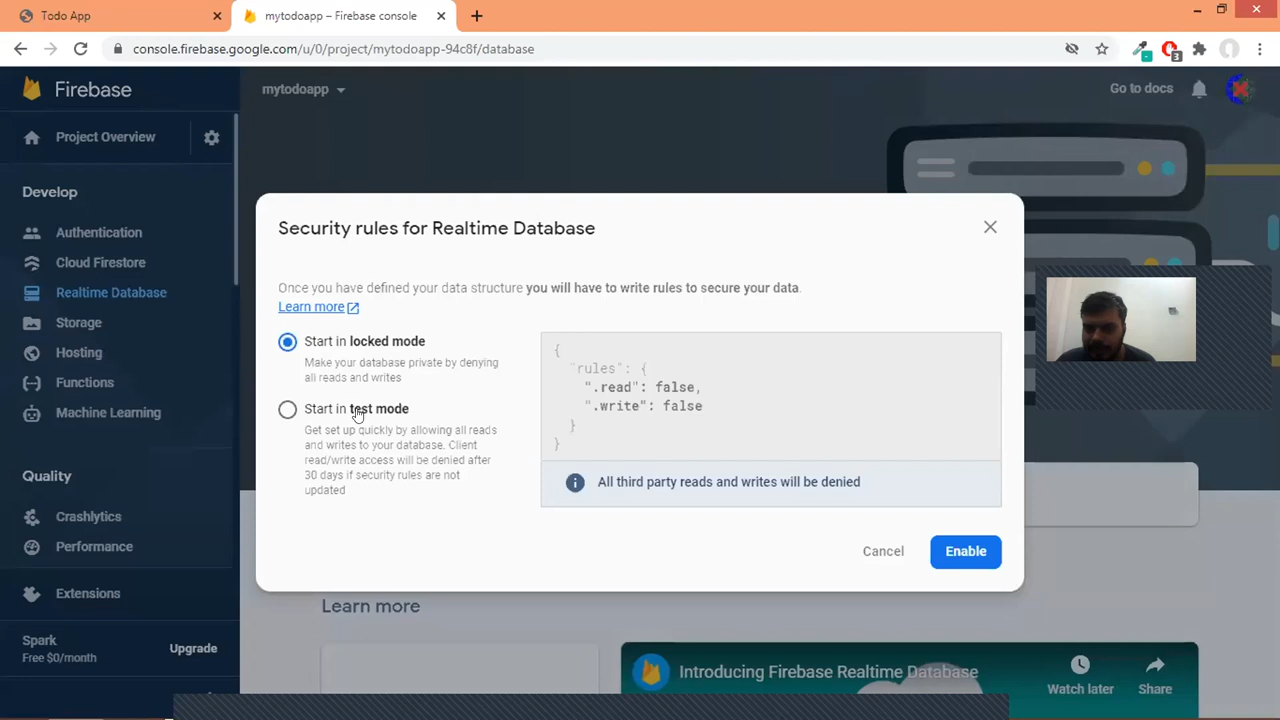 Todo App
mytodoapp – Firebase console
console.firebase.google.com/u/0/project/mytodoapp-94c8f/database
3
Firebase
mytodoapp
Go to docs
Project Overview
Develop
Authentication
Cloud Firestore
Realtime Database
Storage
Hosting
Functions
Machine Learning
Quality
Crashlytics
Performance
Extensions
Spark
Free $0/month
Upgrade
Security rules for Realtime Database
Once you have defined your data structure you will have to write rules to secure your data.
Learn more
Start in locked mode
Make your database private by denying
all reads and writes
Start in test mode
Get set up quickly by allowing all reads
and writes to your database. Client
read/write access will be denied after
30 days if security rules are not
updated
{
"rules": {
".read": false,
".write": false
}
}
All third party reads and writes will be denied
Cancel
Enable
Learn more
Introducing Firebase Realtime Database
Watch later
Share